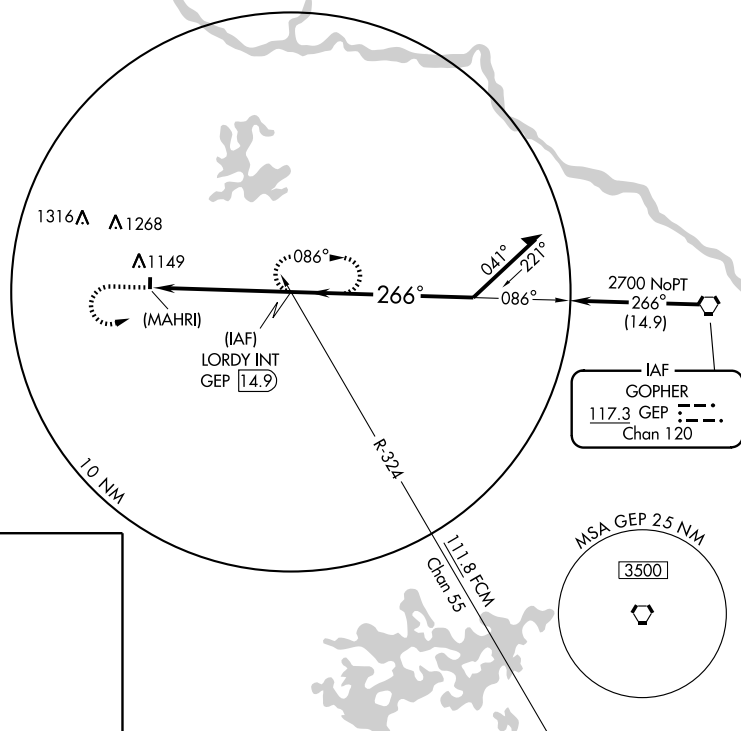 1316
1268
1149
086°
041°
221°
2700 NoPT
266°
(14.9)
266°
086°
(MAHRI)
(IAF)
LORDY INT
GEP 14.9
IAF
GOPHER
117.3 GEP
Chan 120
R-324
10 NM
111.8 FCM
Chan 55
MSA GEP 25 NM
3500